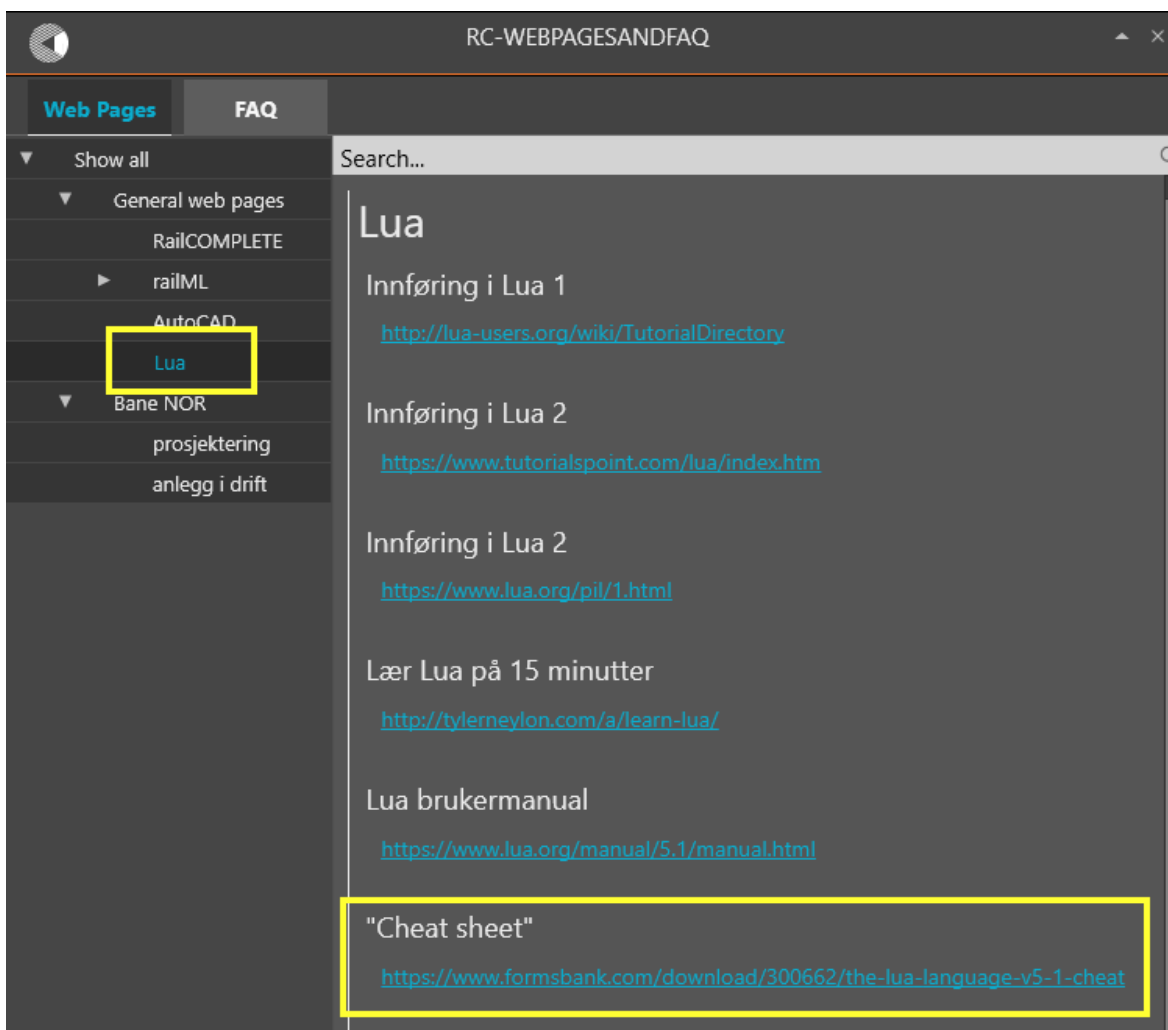 RC-WEBPAGESANDFAQ
Web Pages
FAQ
Show all
General web pages
RailCOMPLETE
railML
AutoCAD
Lua
Bane NOR
prosjektering
anlegg i drift
Search...
Lua
Innføring i Lua 1
http://lua-users.org/wiki/TutorialDirectory
Innføring i Lua 2
https://www.tutorialspoint.com/lua/index.htm
Innføring i Lua 2
https://www.lua.org/pil/1.html
Lær Lua på 15 minutter
http://tylerneylon.com/a/learn-lua/
Lua brukermanual
https://www.lua.org/manual/5.1/manual.html
"Cheat sheet"
https://www.formsbank.com/download/300662/the-lua-language-v5-1-cheat